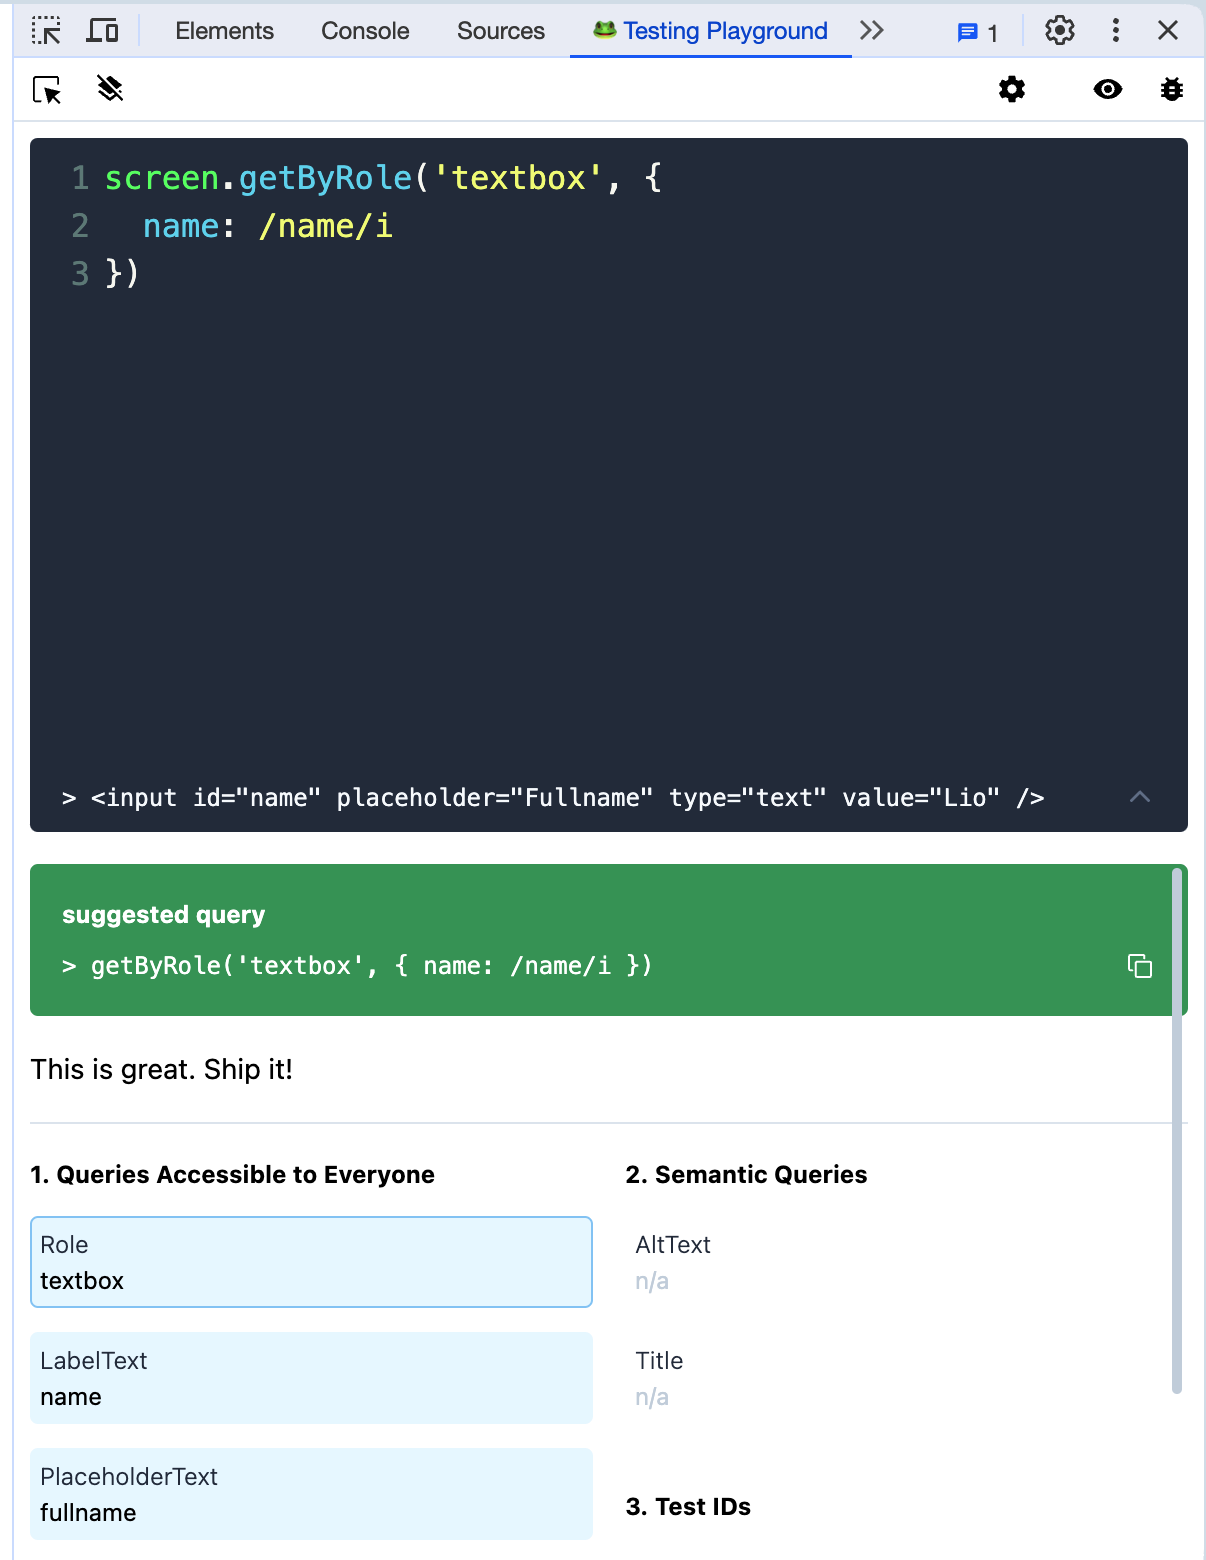 Elements Console Sources Testing Playground 1
1 screen.getByRole('textbox', {
2 name: /name/i
3 })
> <input id="name" placeholder="Fullname" type="text" value="Lio" />
suggested query
> getByRole('textbox', { name: /name/i })
This is great. Ship it!
1. Queries Accessible to Everyone
Role
textbox
LabelText
name
PlaceholderText
fullname
2. Semantic Queries
AltText
n/a
Title
n/a
3. Test IDs